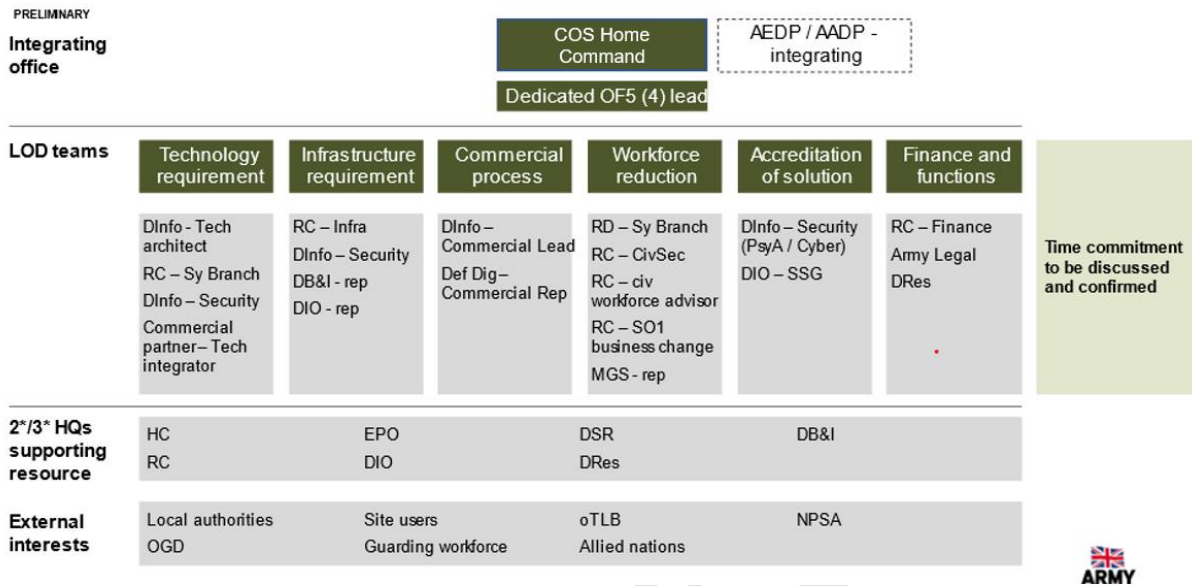 PRELIMINARY
Integrating
office
COS Home
Command
AEDP / AADP -
integrating
Dedicated OF5 (4) lead
LOD teams
Technology
requirement
DInfo - Tech
architect
RC – Sy Branch
DInfo – Security
Commercial
partner– Tech
integrator
Infrastructure
requirement
RC – Infra
DInfo – Security
DB&I - rep
DIO - rep
Commercial
process
DInfo –
Commercial Lead
Def Dig–
Commercial Rep
Workforce
reduction
RD – Sy Branch
RC – CivSec
RC – civ
workforce advisor
RC – SO1
business change
MGS - rep
Accreditation
of solution
DInfo – Security
(PsyA / Cyber)
DIO – SSG
Finance and
functions
RC – Finance
Army Legal
DRes
Time commitment
to be discussed
and confirmed
2*/3* HQs
supporting
resource
HC
EPO
DSR
DB&I
RC
DIO
DRes
External
interests
Local authorities
Site users
oTLB
NPSA
OGD
Guarding workforce
Allied nations
ARMY